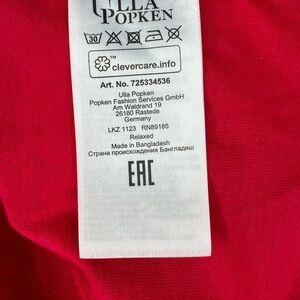 ULLA
POPKEN
30
clevercare.info
Art. No. 725334536
Ulla Popken
Popken Fashion Services GmbH
Am Waldrand 19
26180 Rastede
Germany
LKZ 1123 RN89185
Relaxed
Made in Bangladesh
Страна происхождения Бангладеш
EAC